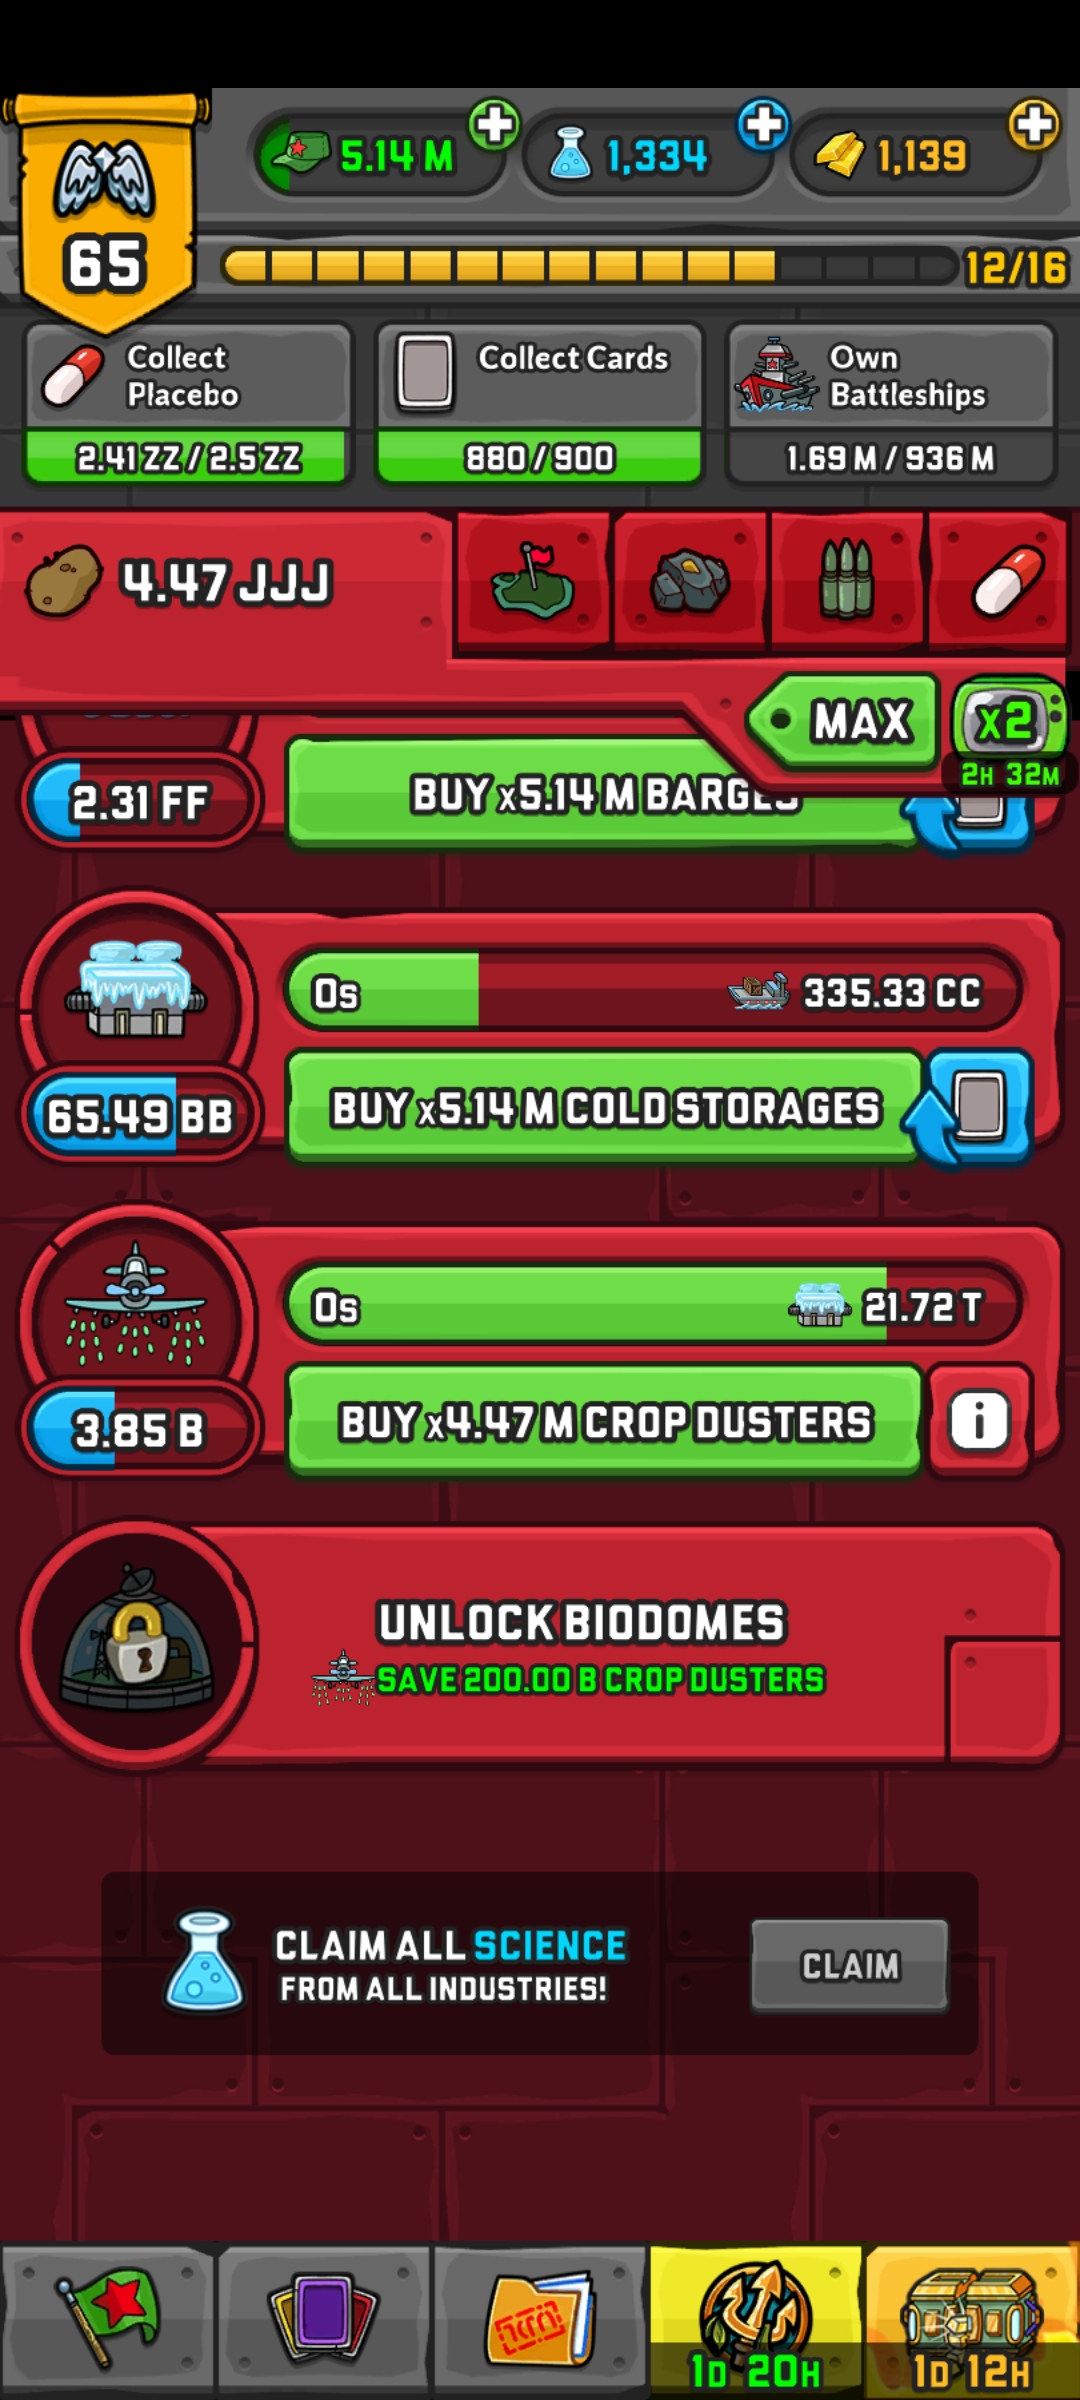 5.14 M
1,334
1,139
65
12/16
Collect
Placebo
2.41 ZZ / 2.5 ZZ
Collect Cards
880 / 900
Own
Battleships
1.69 M / 936 M
4.47 JJJ
MAX
x2
2H 32M
2.31 FF
BUY x5.14 M BARGES
0s
335.33 CC
65.49 BB
BUY x5.14 M COLD STORAGES
0s
21.72 T
3.85 B
BUY x4.47 M CROP DUSTERS
i
UNLOCK BIODOMES
SAVE 200.00 B CROP DUSTERS
CLAIM ALL SCIENCE
FROM ALL INDUSTRIES!
CLAIM
1D 20H
1D 12H